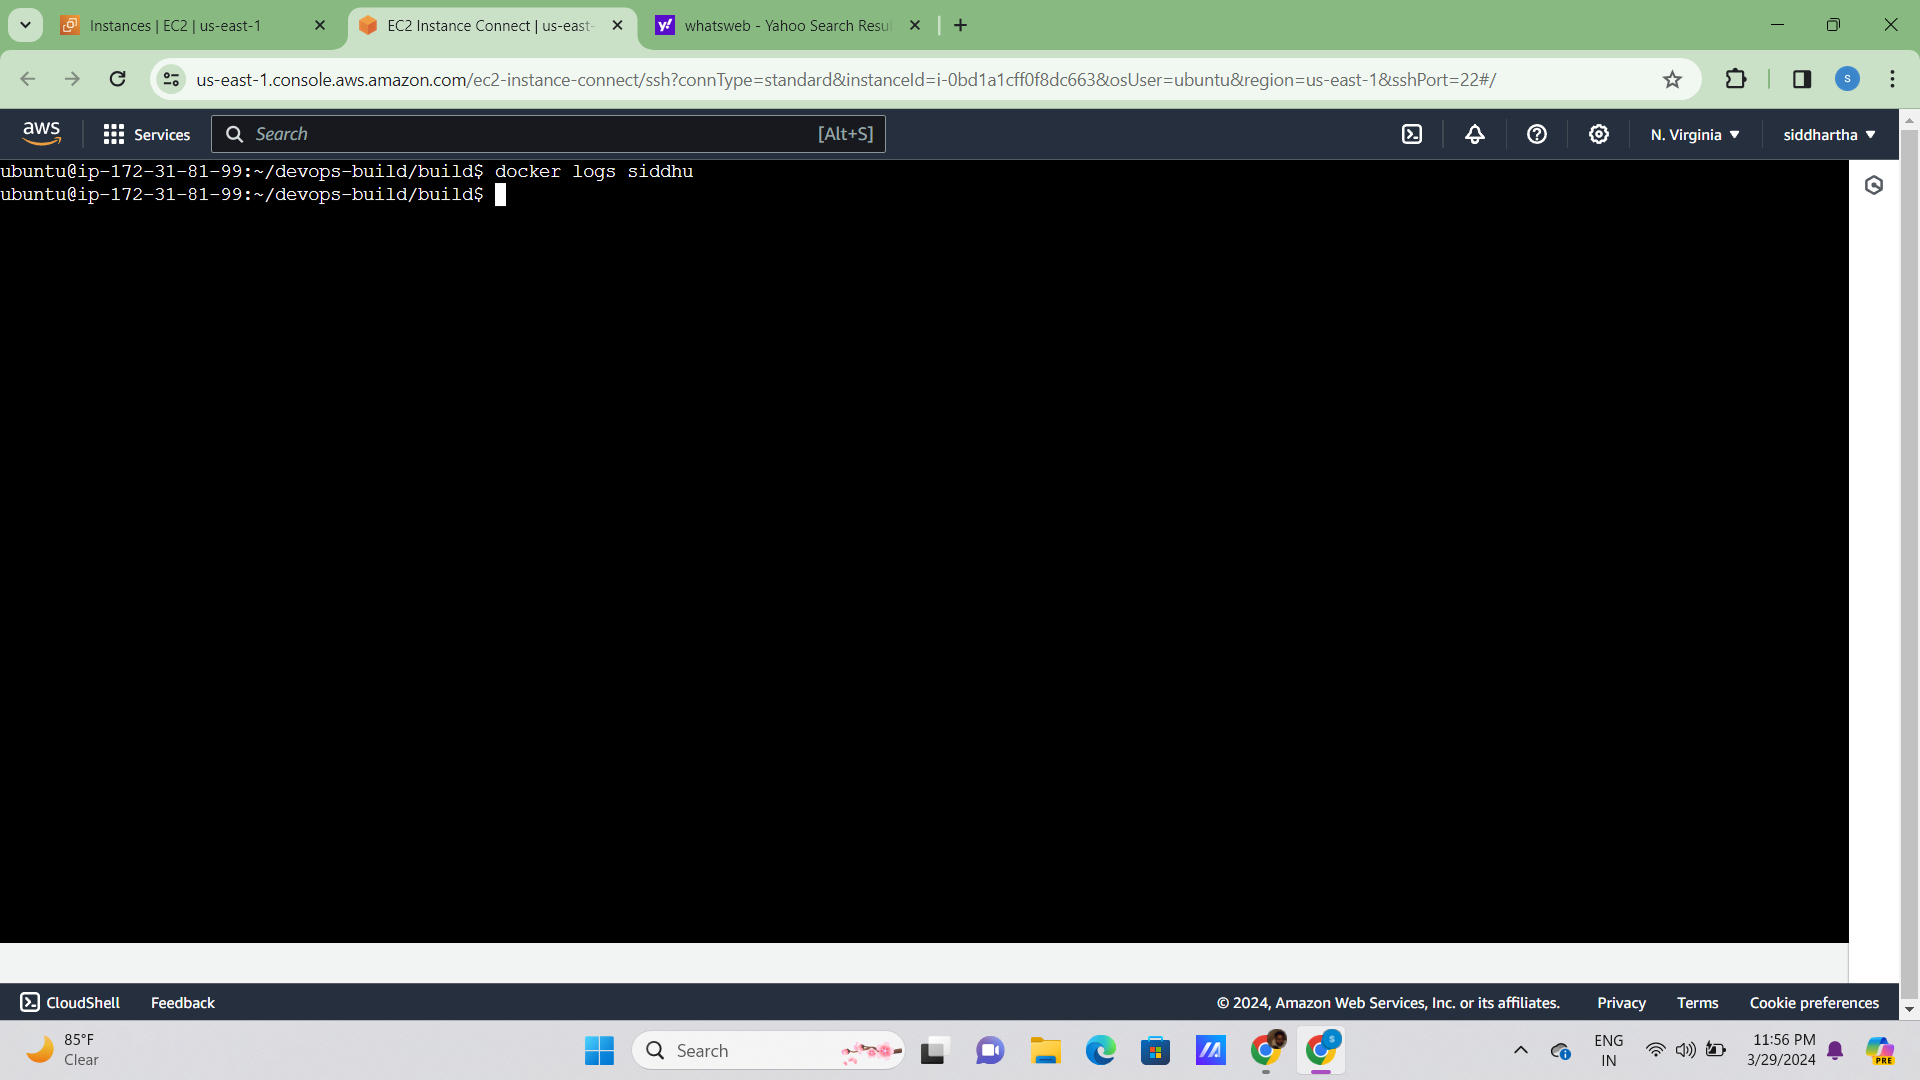 Instances | EC2 | us-east-1
EC2 Instance Connect | us-east-
whatsweb - Yahoo Search Resu
us-east-1.console.aws.amazon.com/ec2-instance-connect/ssh?connType=standard&instanceId=i-0bd1a1cff0f8dc663&osUser=ubuntu&region=us-east-1&sshPort=22#/
S
aws
Services
Search
[Alt+S]
N. Virginia
siddhartha
ubuntu@ip-172-31-81-99:~/devops-build/build$ docker logs siddhu
ubuntu@ip-172-31-81-99:~/devops-build/build$
CloudShell
Feedback
© 2024, Amazon Web Services, Inc. or its affiliates.
Privacy
Terms
Cookie preferences
85°F
Clear
Search
S
ENG
IN
11:56 PM
3/29/2024
PRE